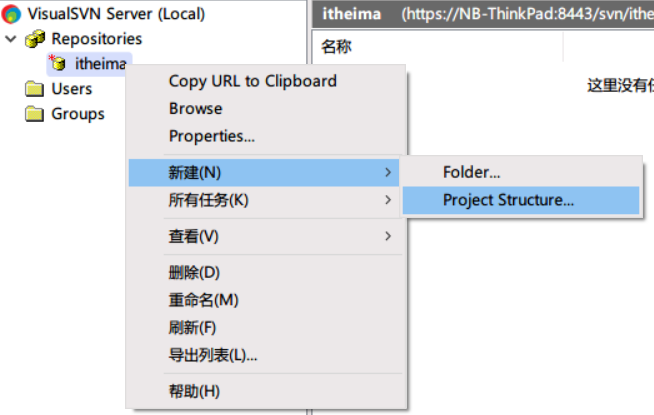 VisualSVN Server (Local)
Repositories
itheima
Users
Groups
itheima (https://NB-ThinkPad:8443/svn/ithe
名称
这里没有
Copy URL to Clipboard
Browse
Properties...
新建(N)
所有任务(K)
查看(V)
删除(D)
重命名(M)
刷新(F)
导出列表(L)...
帮助(H)
Folder...
Project Structure...